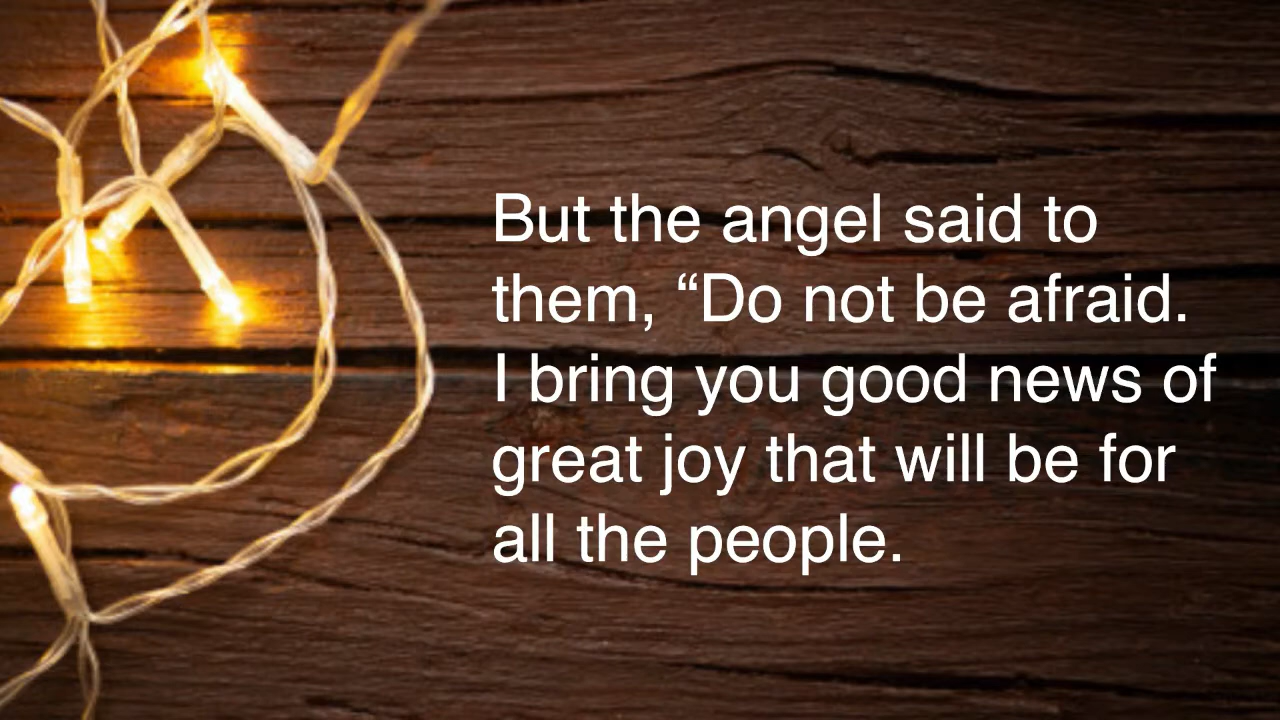 But the angel said to
them, “Do not be afraid.
I bring you good news of
great joy that will be for
all the people.